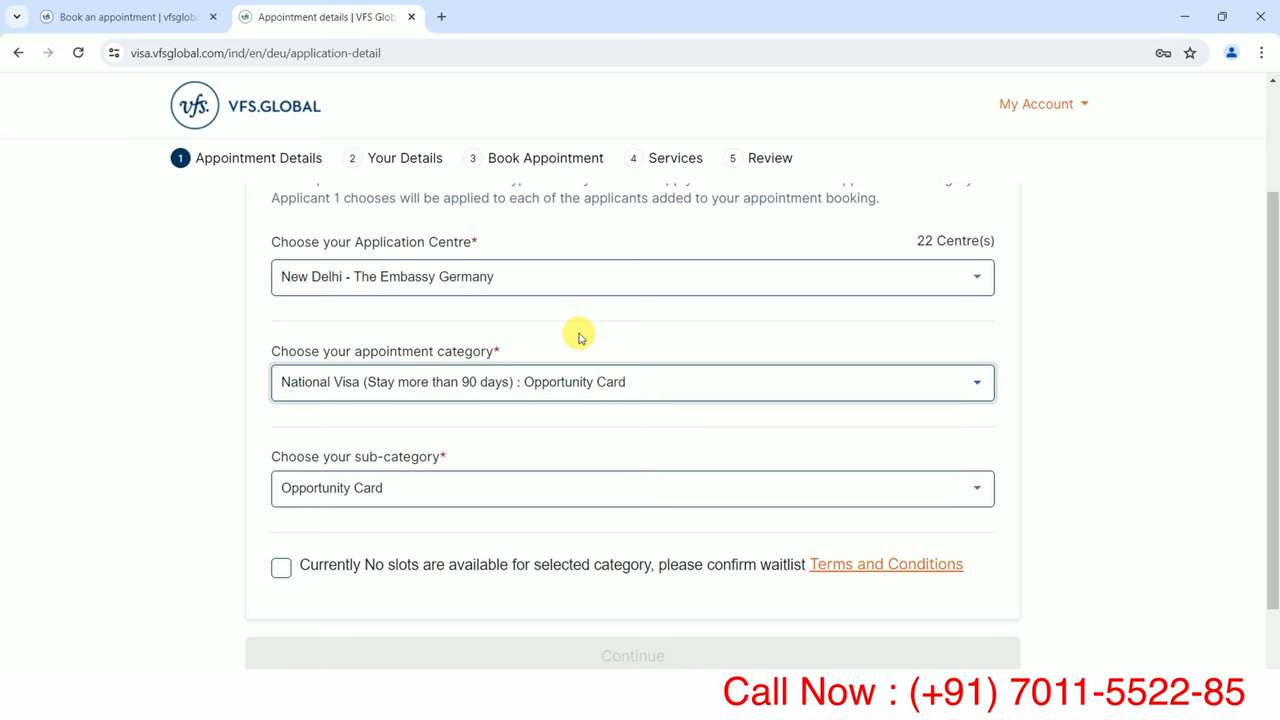 Book an appointment | vfsgloba
Appointment details | VFS Glob
visa.vfsglobal.com/ind/en/deu/application-detail
vfs. VFS.GLOBAL
My Account
1 Appointment Details 2 Your Details 3 Book Appointment 4 Services 5 Review
Applicant 1 chooses will be applied to each of the applicants added to your appointment booking.
Choose your Application Centre* 22 Centre(s)
New Delhi - The Embassy Germany
Choose your appointment category*
National Visa (Stay more than 90 days) : Opportunity Card
Choose your sub-category*
Opportunity Card
Currently No slots are available for selected category, please confirm waitlist Terms and Conditions
Continue
Call Now : (+91) 7011-5522-85